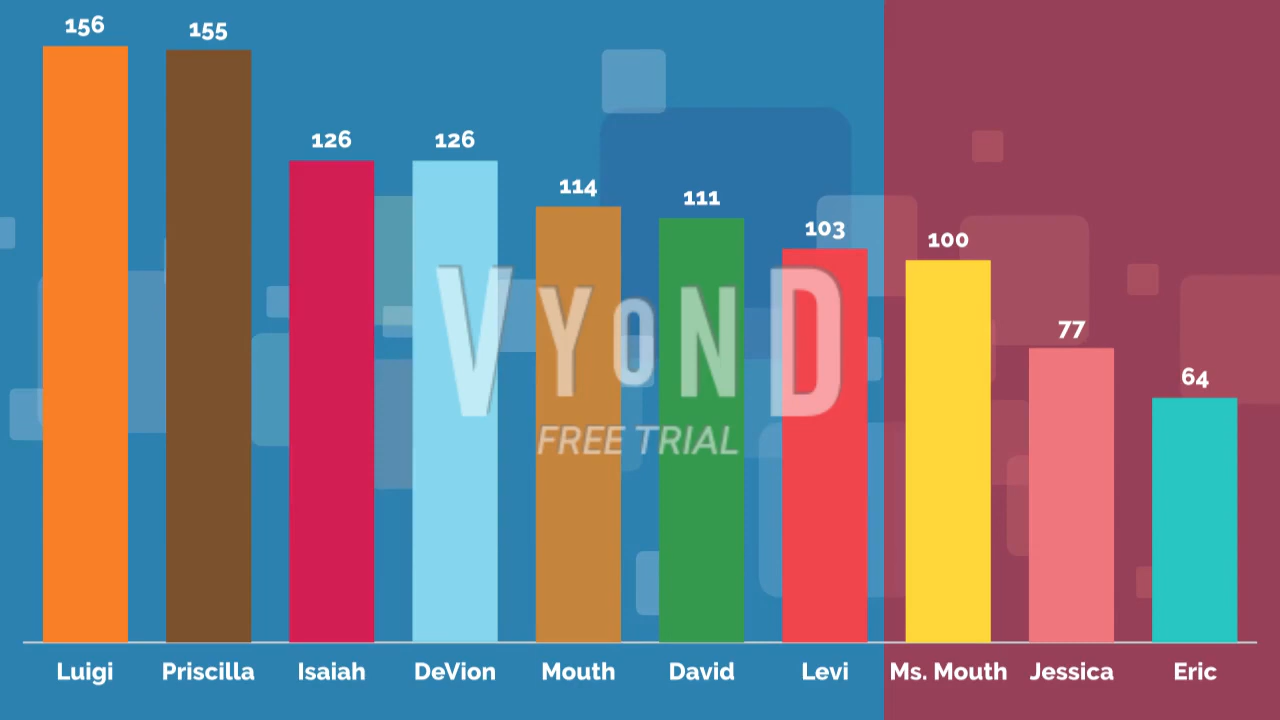 156
155
126
126
114
111
103
100
77
64
VYOND
FREE TRIAL
Luigi
Priscilla
Isaiah
DeVion
Mouth
David
Levi
Ms. Mouth
Jessica
Eric